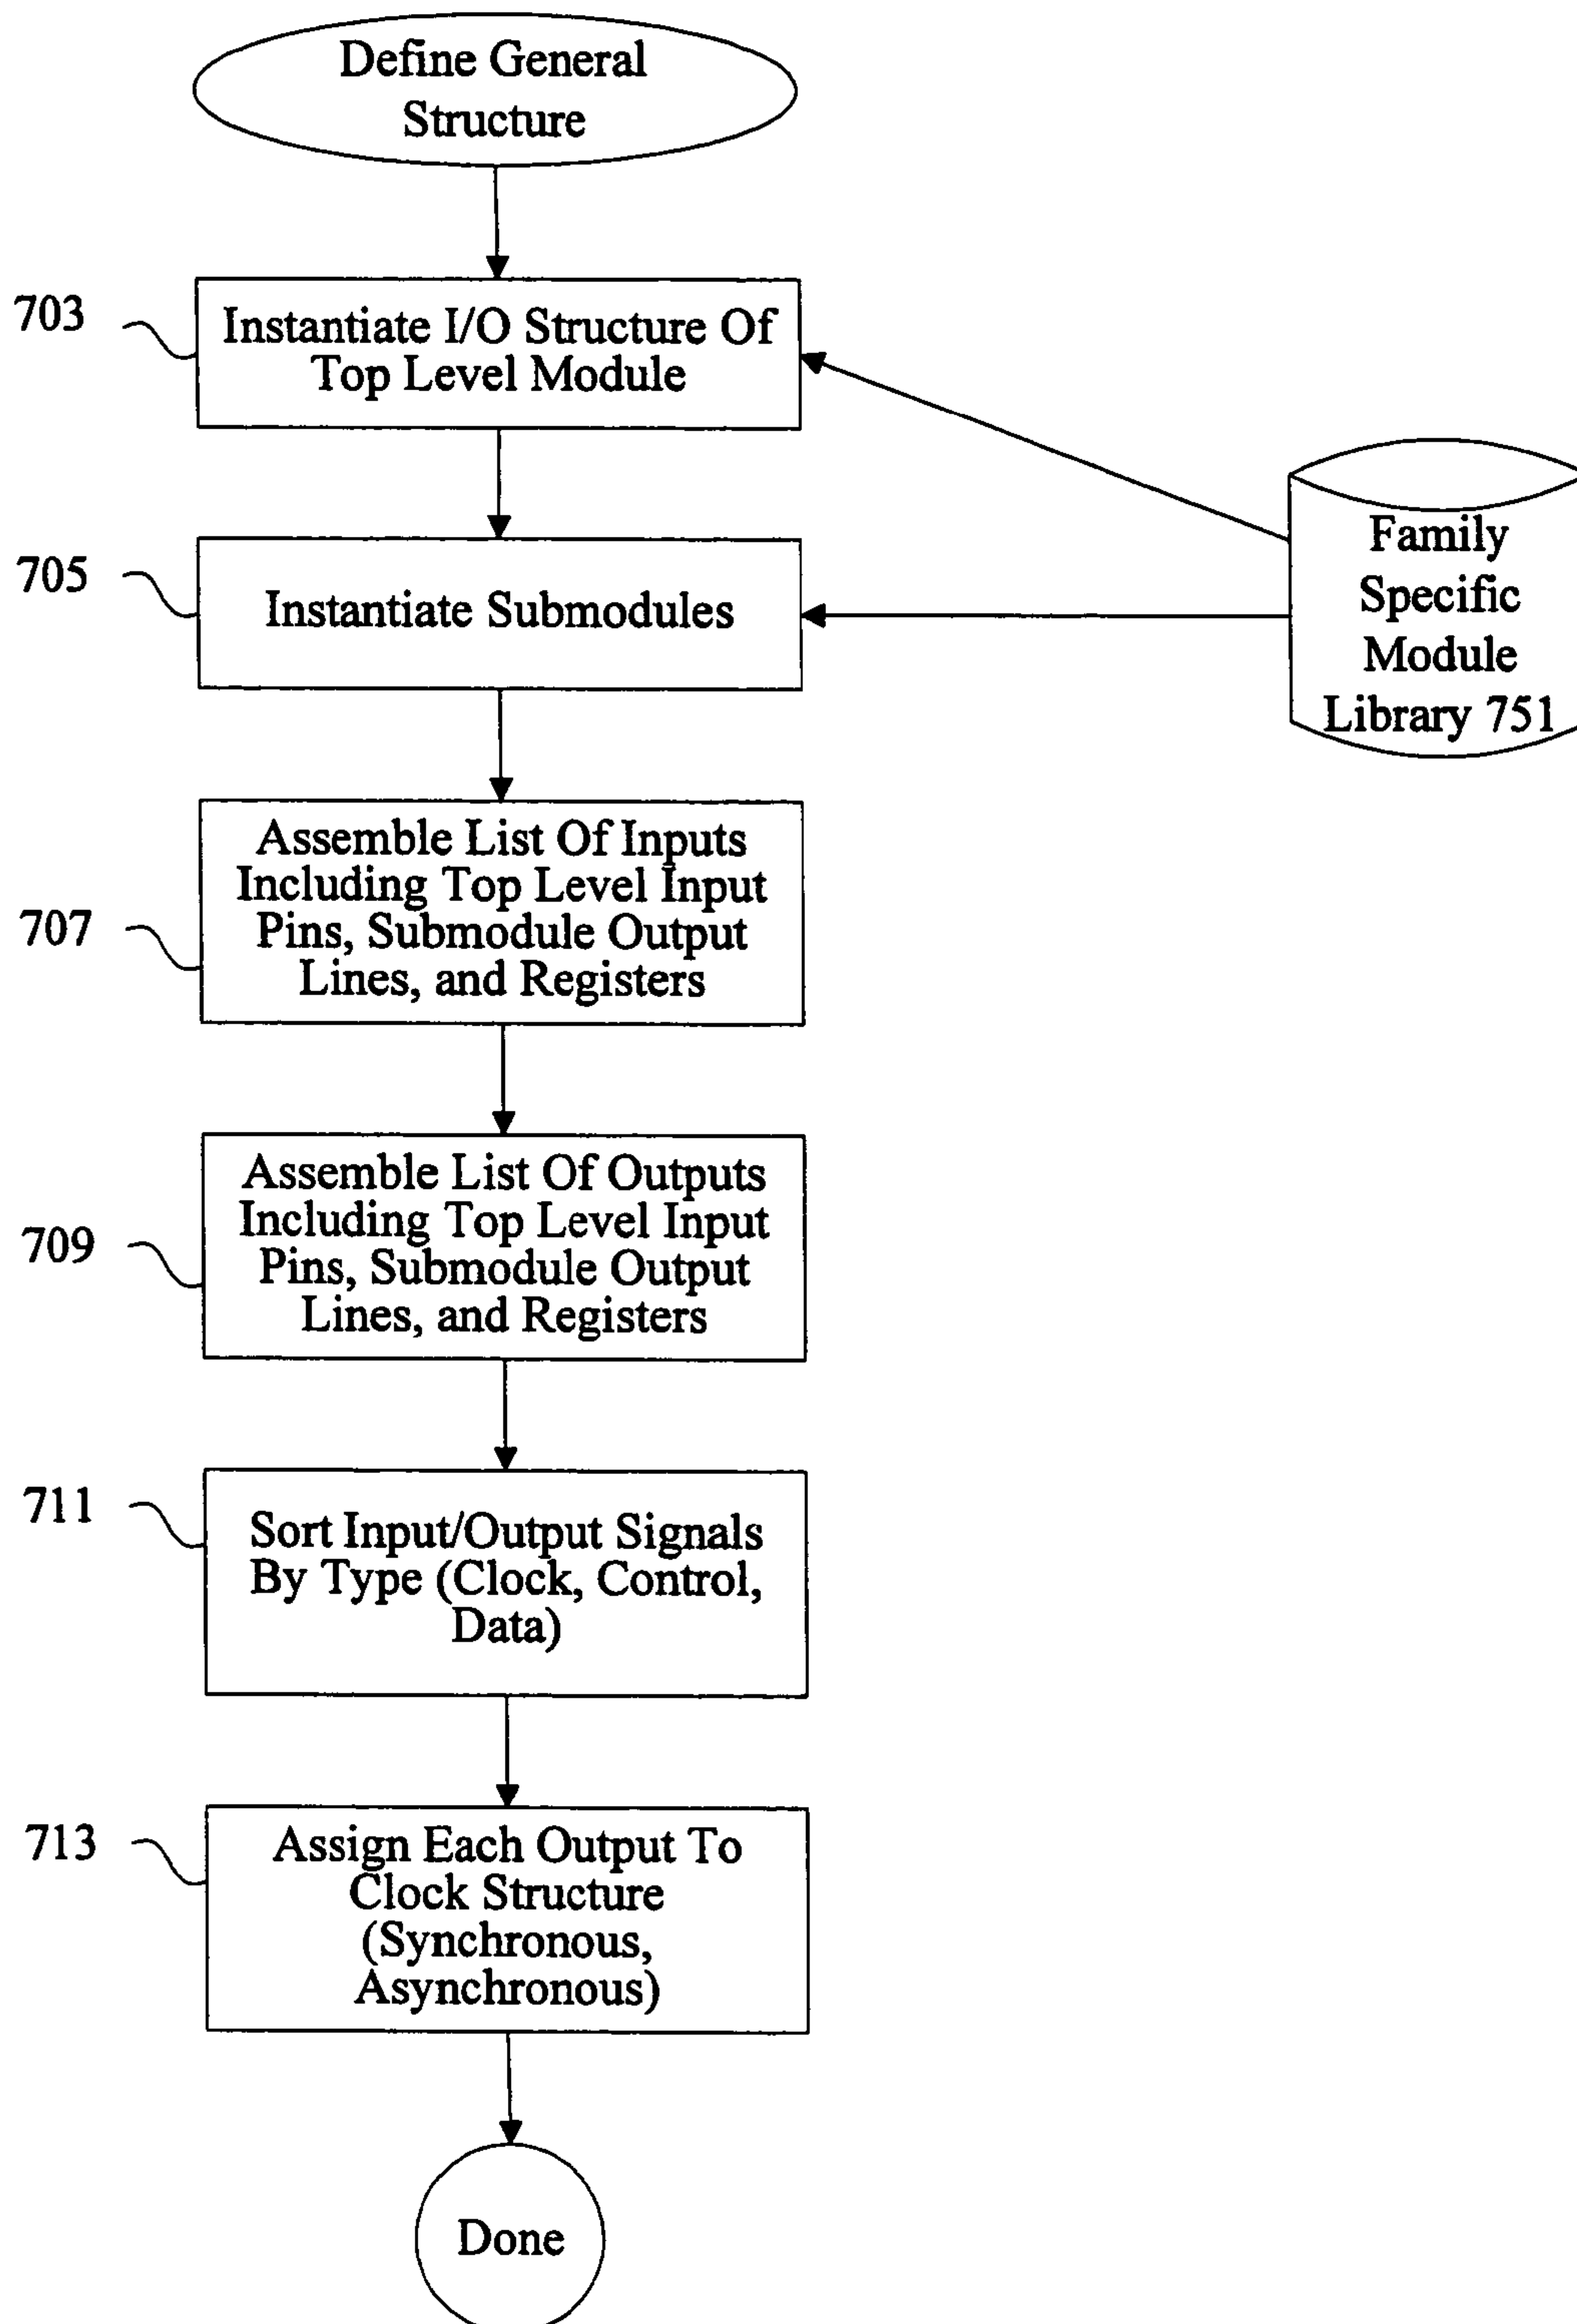 Define General
Structure
703
Instantiate I/O Structure Of
Top Level Module
705
Instantiate Submodules
Family
Specific
Module
Library 751
707
Assemble List Of Inputs
Including Top Level Input
Pins, Submodule Output
Lines, and Registers
709
Assemble List Of Outputs
Including Top Level Input
Pins, Submodule Output
Lines, and Registers
711
Sort Input/Output Signals
By Type (Clock, Control,
Data)
713
Assign Each Output To
Clock Structure
(Synchronous,
Asynchronous)
Done